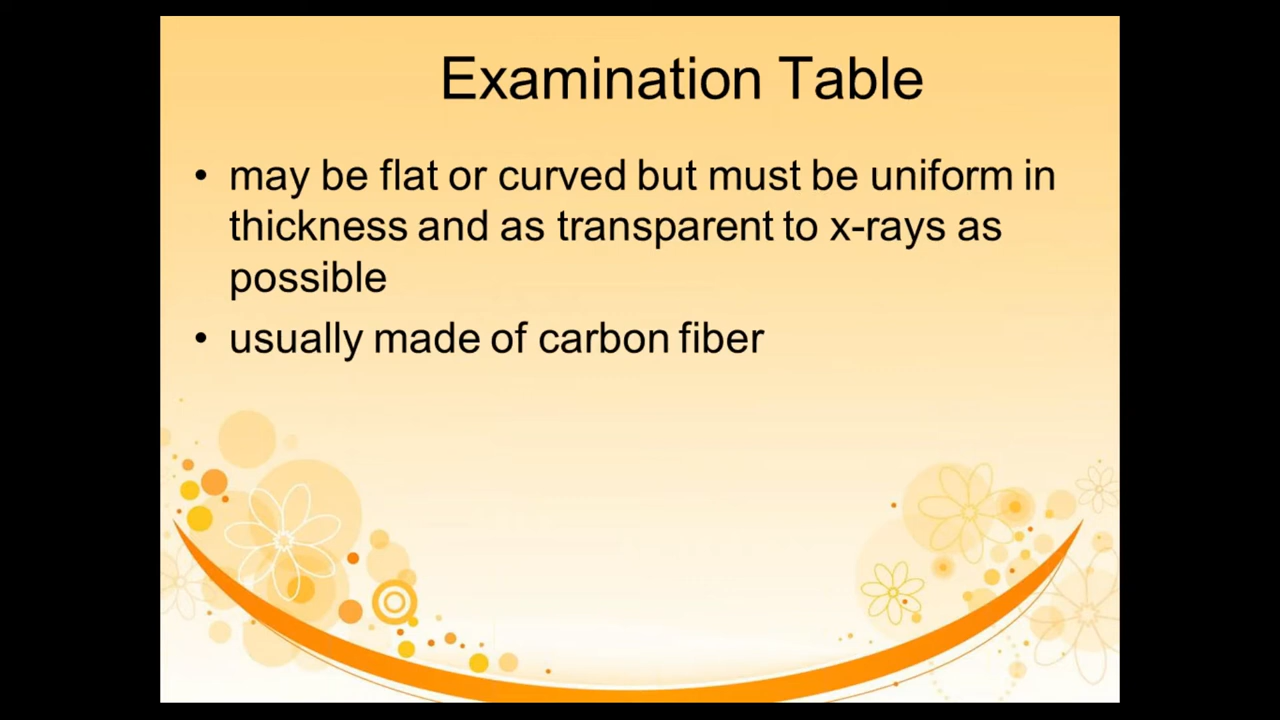 Examination Table
• may be flat or curved but must be uniform in
thickness and as transparent to x-rays as
possible
• usually made of carbon fiber